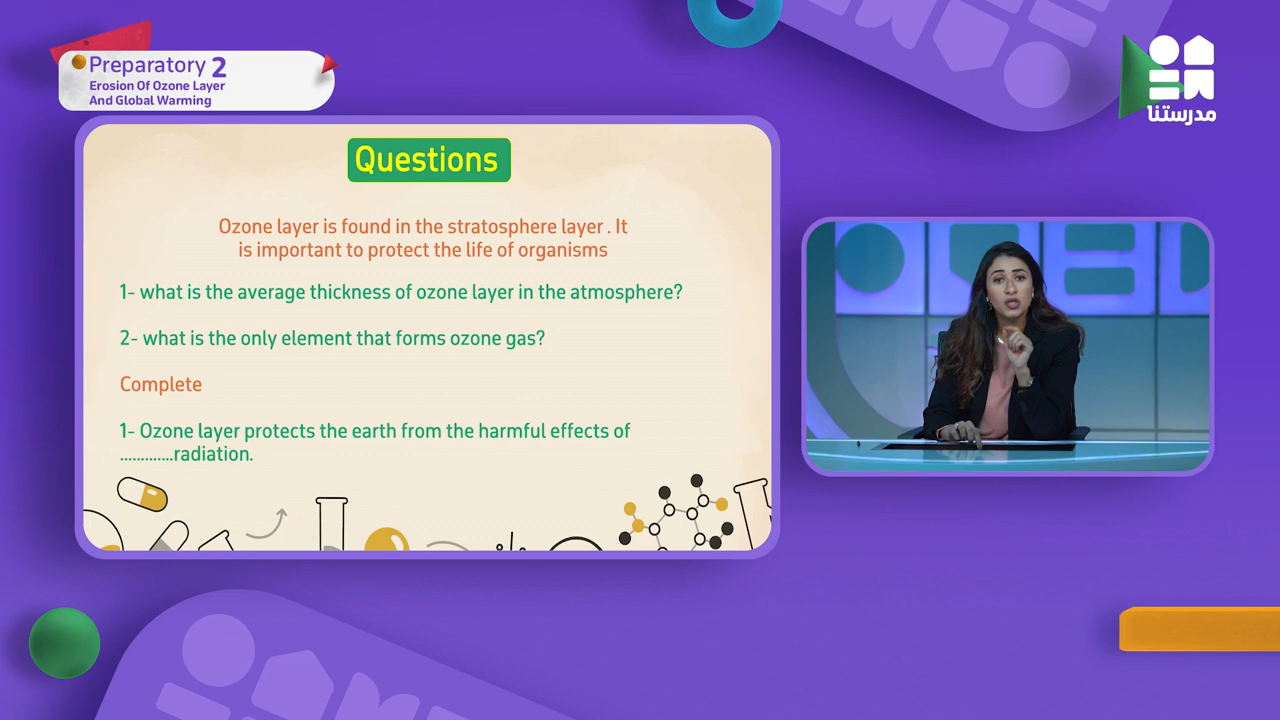 Preparatory 2
Erosion Of Ozone Layer
And Global Warming
مدرستنا
Questions
Ozone layer is found in the stratosphere layer . It
is important to protect the life of organisms
1- what is the average thickness of ozone layer in the atmosphere?
2- what is the only element that forms ozone gas?
Complete
1- Ozone layer protects the earth from the harmful effects of
.............radiation.